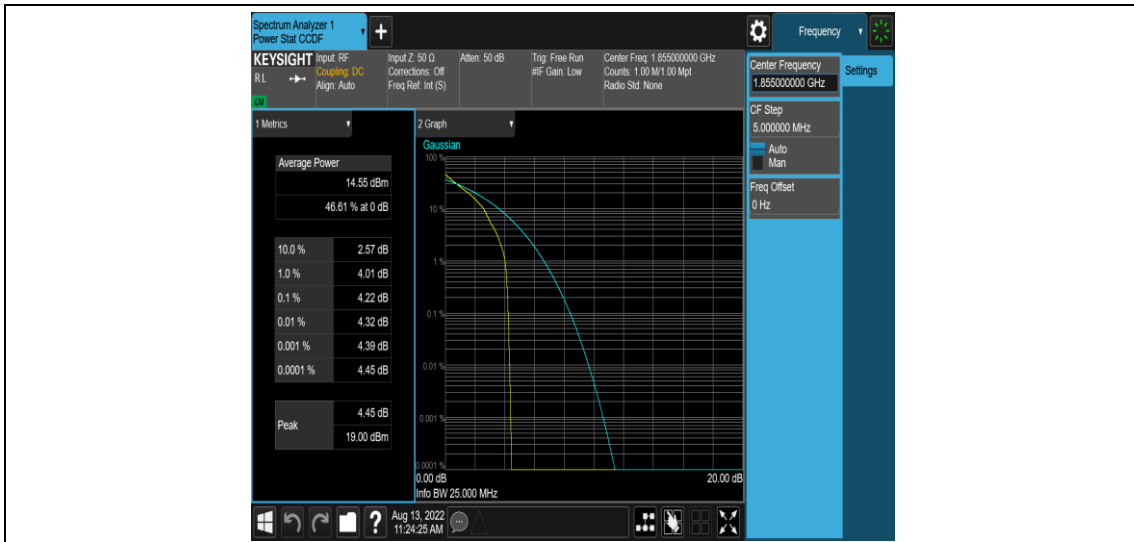 Spectrum Analyzer 1
Power Stat CCDF
+
Frequency
KEYSIGHT
RL
LXI
Input: RF
Coupling: DC
Align: Auto
Input Z: 50 Ω
Corrections: Off
Freq Ref: Int (S)
Atten: 50 dB
Trig: Free Run
#IF Gain: Low
Center Freq: 1.855000000 GHz
Counts: 1.00 M/1.00 Mpt
Radio Std: None
Center Frequency
1.855000000 GHz
Settings
CF Step
5.000000 MHz
Auto
Man
Freq Offset
0 Hz
1 Metrics
Average Power
14.55 dBm
46.61 % at 0 dB
10.0 % 2.57 dB
1.0 % 4.01 dB
0.1 % 4.22 dB
0.01 % 4.32 dB
0.001 % 4.39 dB
0.0001 % 4.45 dB
Peak
4.45 dB
19.00 dBm
2 Graph
Gaussian
100 %
10 %
1 %
0.1 %
0.01 %
0.001 %
0.0001 %
0.00 dB 20.00 dB
Info BW 25.000 MHz
?
Aug 13, 2022
11:24:25 AM